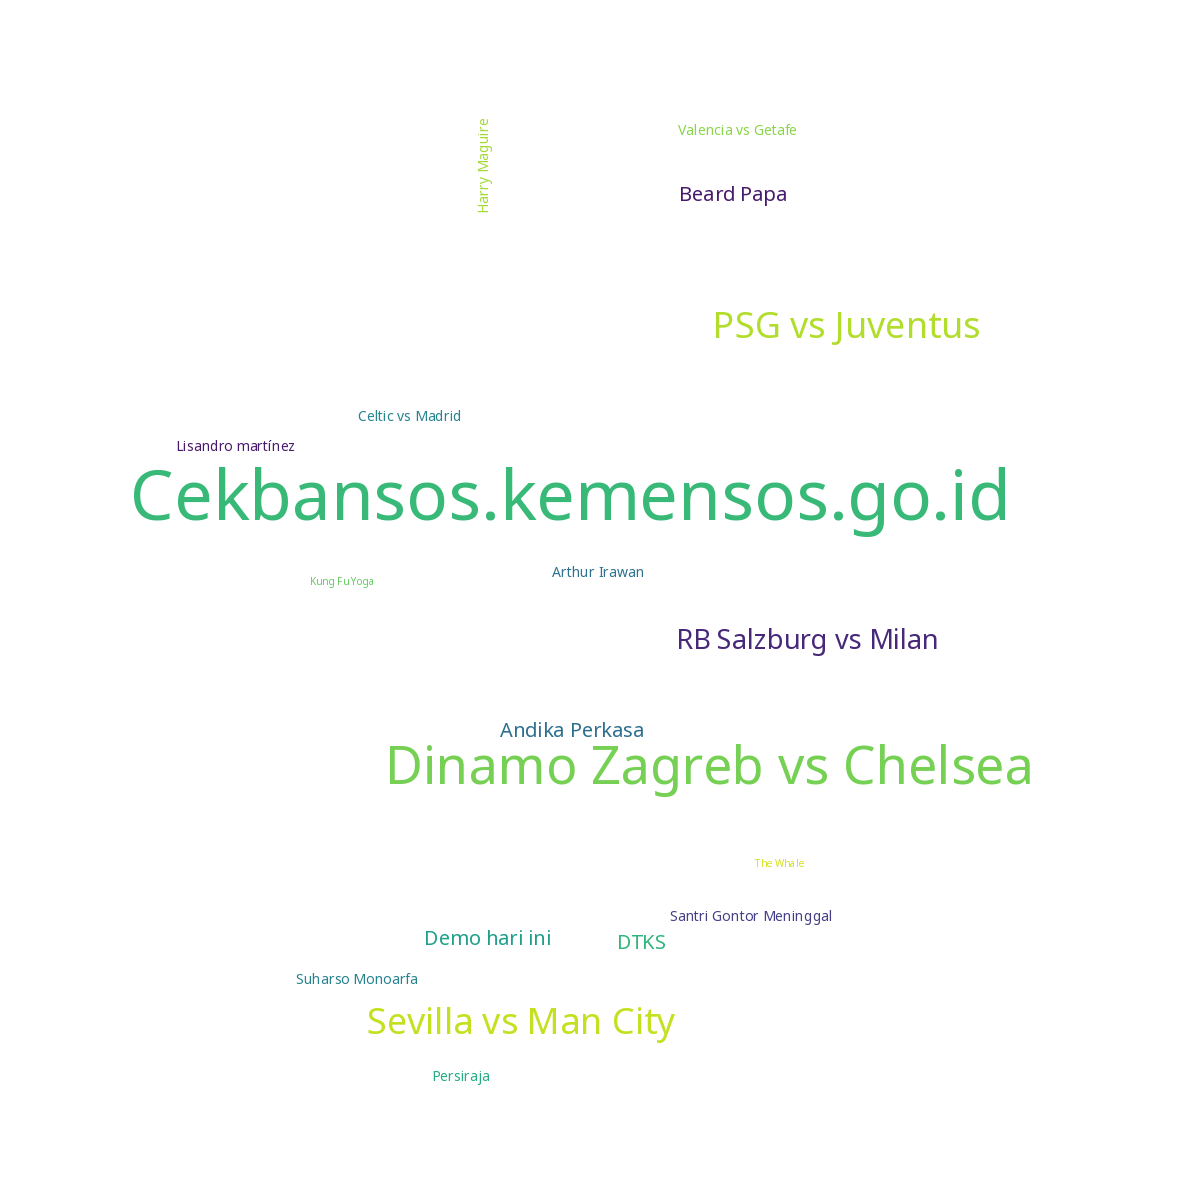 Harry Maguire
Valencia vs Getafe
Beard Papa
PSG vs Juventus
Celtic vs Madrid
Lisandro martínez
Cekbansos.kemensos.go.id
Arthur Irawan
Kung Fu Yoga
RB Salzburg vs Milan
Andika Perkasa
Dinamo Zagreb vs Chelsea
The Whale
Santri Gontor Meninggal
Demo hari ini
DTKS
Suharso Monoarfa
Sevilla vs Man City
Persiraja